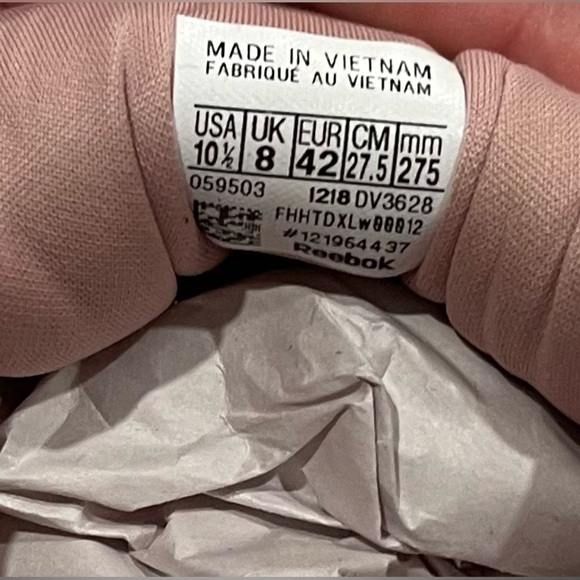 MADE IN VIETNAM
FABRIQUÉ AU VIETNAM
USA UK EUR CM mm
10½ 8 42 27.5 275
059503 1218 DV3628
FHHTDXLW00012
#121964437
Reebok